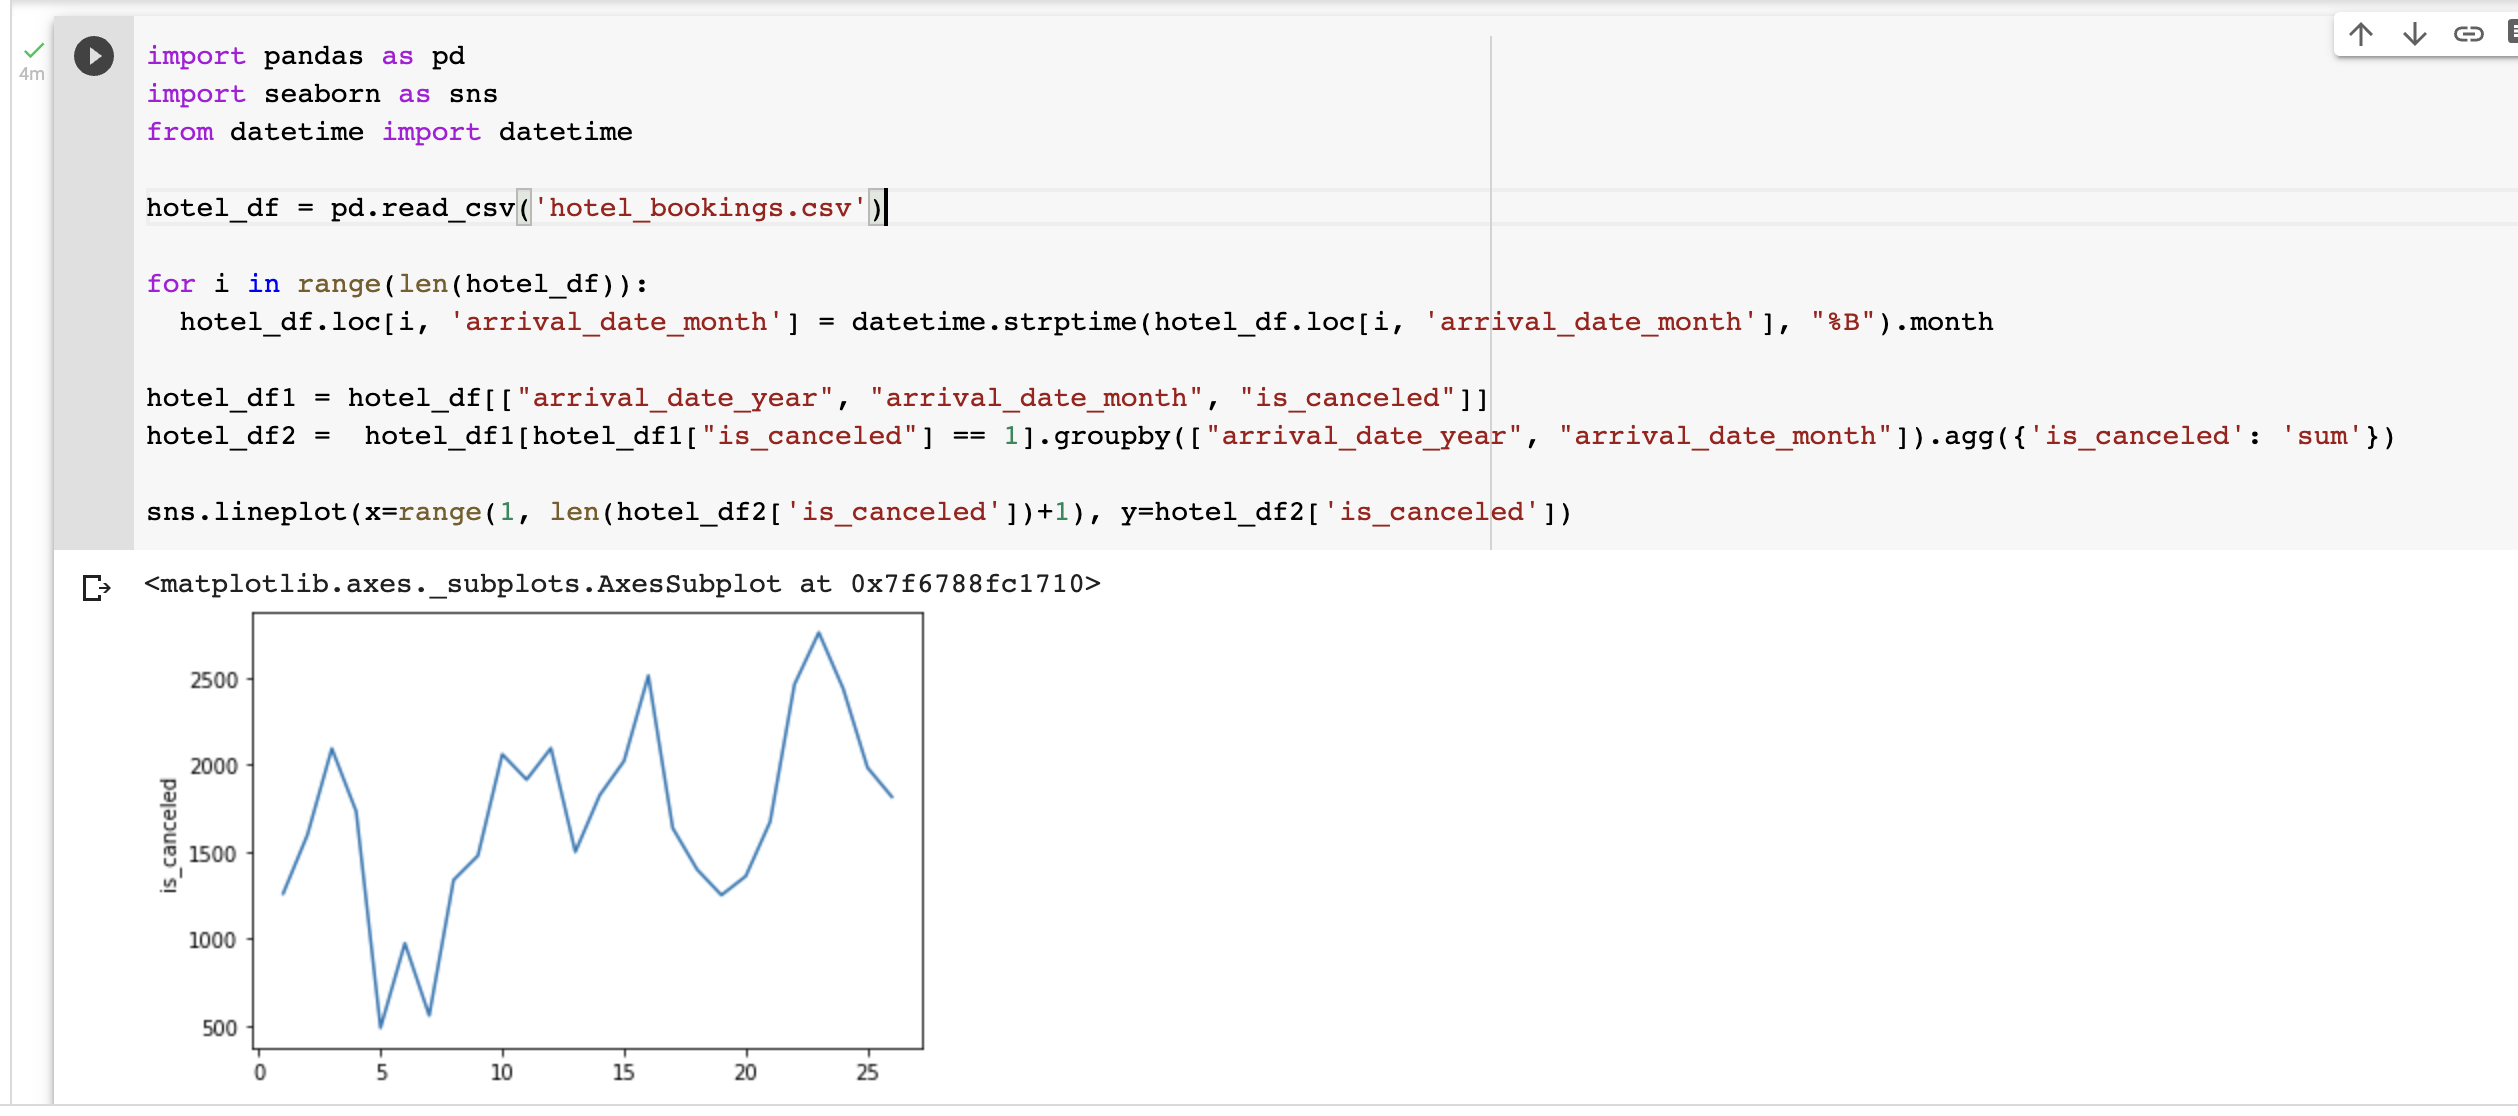 4m
import pandas as pd
import seaborn as sns
from datetime import datetime
hotel_df = pd.read_csv('hotel_bookings.csv')
for i in range(len(hotel_df)):
  hotel_df.loc[i, 'arrival_date_month'] = datetime.strptime(hotel_df.loc[i, 'arrival_date_month'], "%B").month
hotel_df1 = hotel_df[["arrival_date_year", "arrival_date_month", "is_canceled"]]
hotel_df2 =  hotel_df1[hotel_df1["is_canceled"] == 1].groupby(["arrival_date_year", "arrival_date_month"]).agg({'is_canceled': 'sum'})
sns.lineplot(x=range(1, len(hotel_df2['is_canceled'])+1), y=hotel_df2['is_canceled'])
<matplotlib.axes._subplots.AxesSubplot at 0x7f6788fc1710>
is_canceled
2500
2000
1500
1000
500
0 5 10 15 20 25